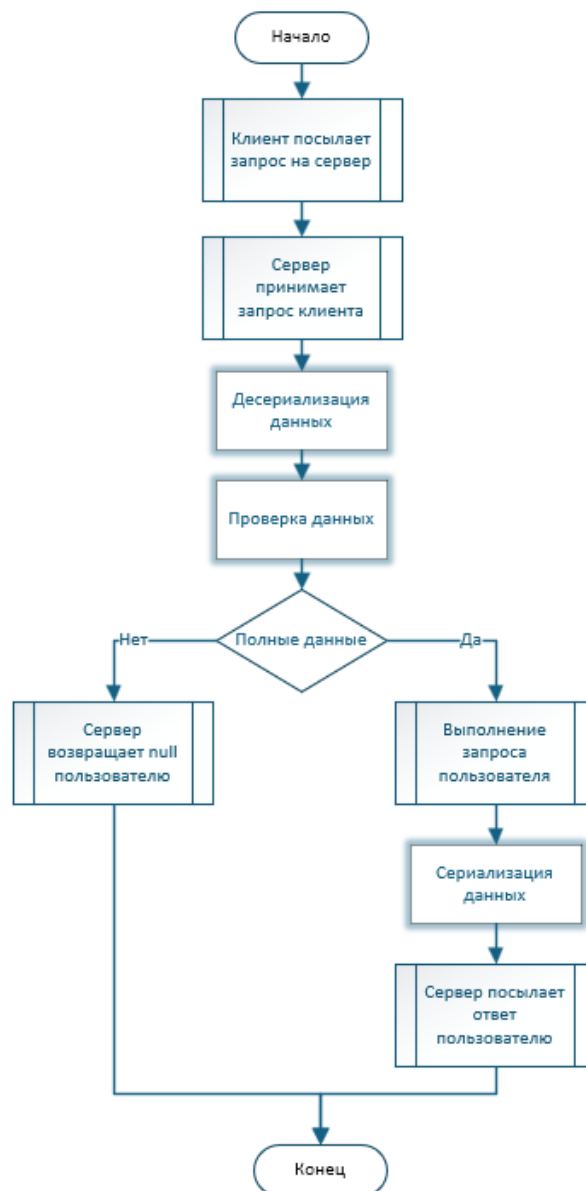 Начало
Клиент посылает
запрос на сервер
Сервер
принимает
запрос клиента
Десериализация
данных
Проверка данных
Полные данные
Нет
Да
Сервер
возвращает null
пользователю
Выполнение
запроса
пользователя
Сериализация
данных
Сервер посылает
ответ
пользователю
Конец